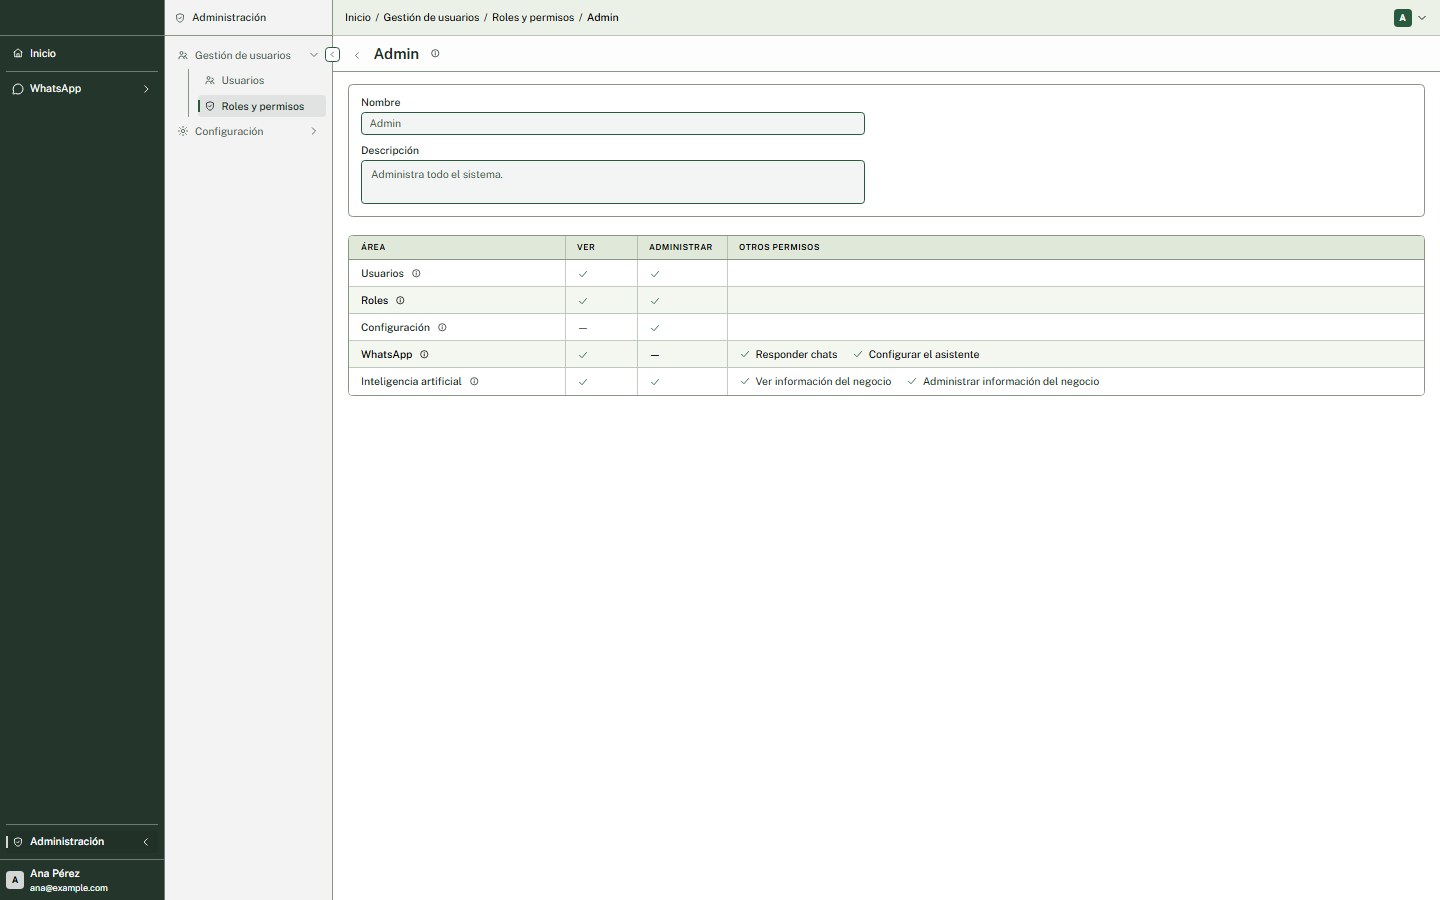 Inicio
WhatsApp
Administración
Ana Pérez
ana@example.com
A
Administración
Gestión de usuarios
Usuarios
Roles y permisos
Configuración
Inicio / Gestión de usuarios / Roles y permisos / Admin
A
Admin
Nombre
Admin
Descripción
Administra todo el sistema.
ÁREA VER ADMINISTRAR OTROS PERMISOS
Usuarios
Roles
Configuración —
WhatsApp — Responder chats Configurar el asistente
Inteligencia artificial Ver información del negocio Administrar información del negocio